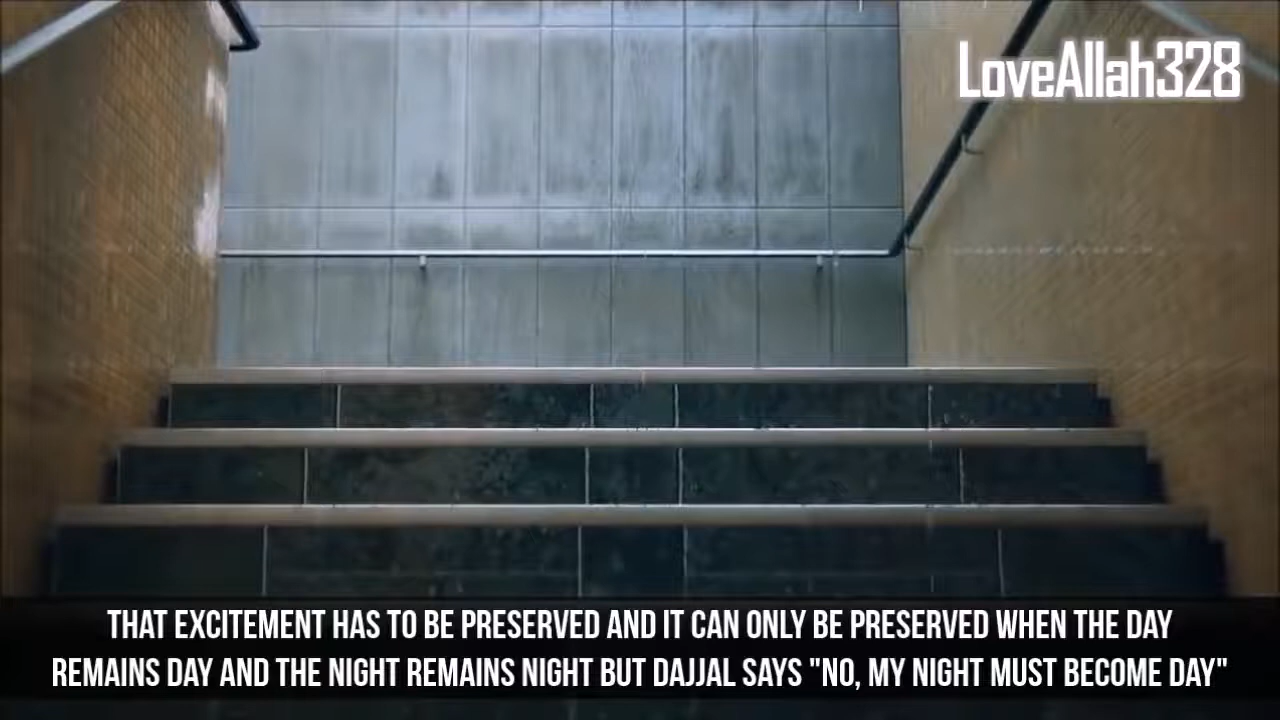 LoveAllah328
THAT EXCITEMENT HAS TO BE PRESERVED AND IT CAN ONLY BE PRESERVED WHEN THE DAY
REMAINS DAY AND THE NIGHT REMAINS NIGHT BUT DAJJAL SAYS "NO, MY NIGHT MUST BECOME DAY"